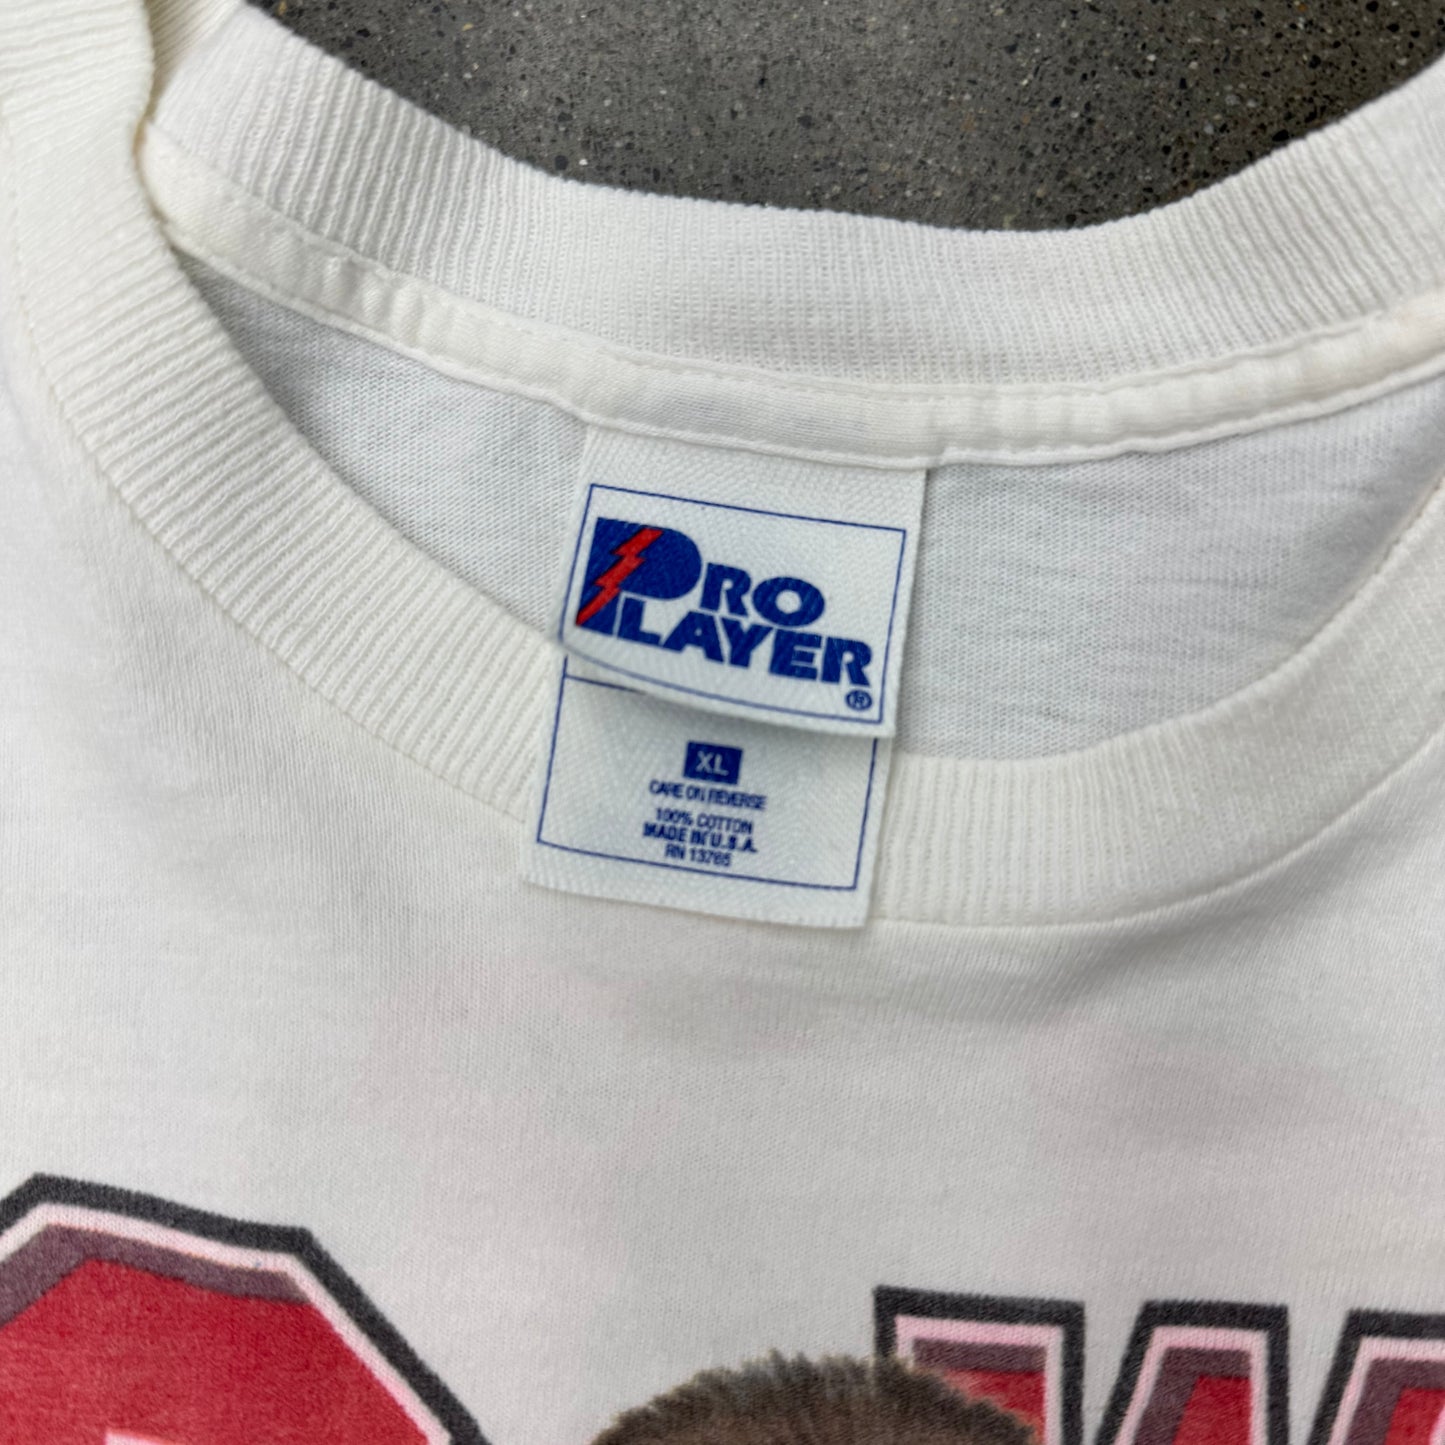 PRO
PLAYER®
XL
CARE ON REVERSE
100% COTTON
MADE IN U.S.A.
RN 13765
W